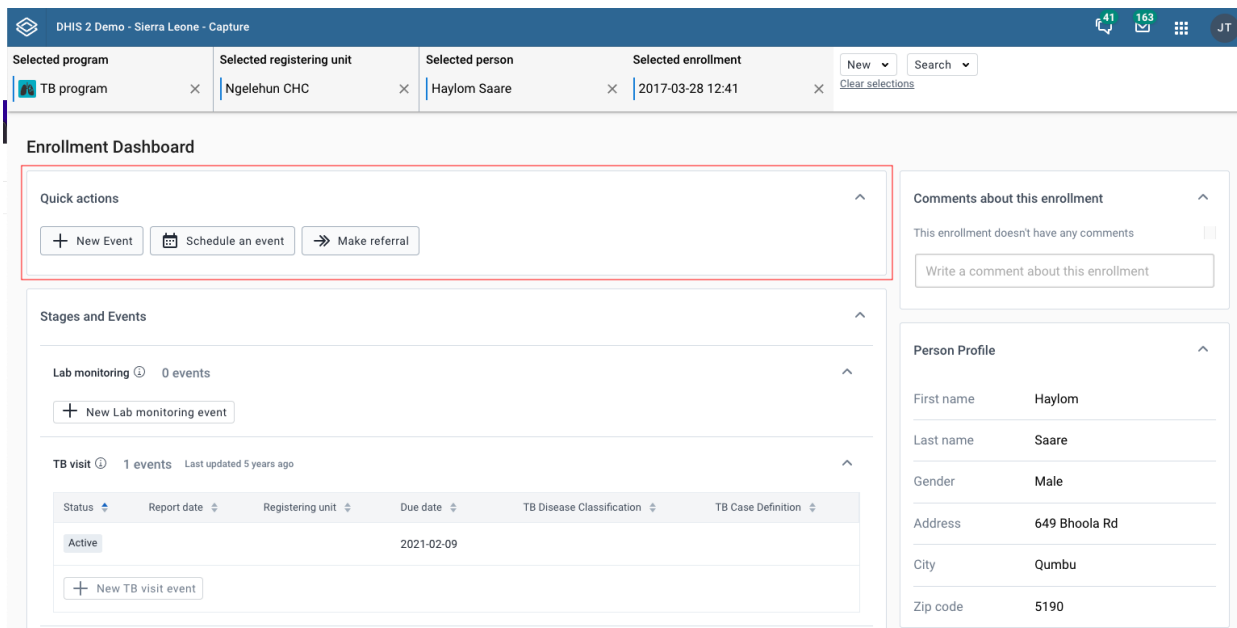 DHIS 2 Demo - Sierra Leone - Capture
41
163
JT
Selected program
Selected registering unit
Selected person
Selected enrollment
TB program
Ngelehun CHC
Haylom Saare
2017-03-28 12:41
New
Search
Clear selections
Enrollment Dashboard
Quick actions
New Event
Schedule an event
Make referral
Stages and Events
Lab monitoring
0 events
New Lab monitoring event
TB visit
1 events
Last updated 5 years ago
Status
Report date
Registering unit
Due date
TB Disease Classification
TB Case Definition
Active
2021-02-09
New TB visit event
Comments about this enrollment
This enrollment doesn't have any comments
Write a comment about this enrollment
Person Profile
First name
Haylom
Last name
Saare
Gender
Male
Address
649 Bhoola Rd
City
Qumbu
Zip code
5190